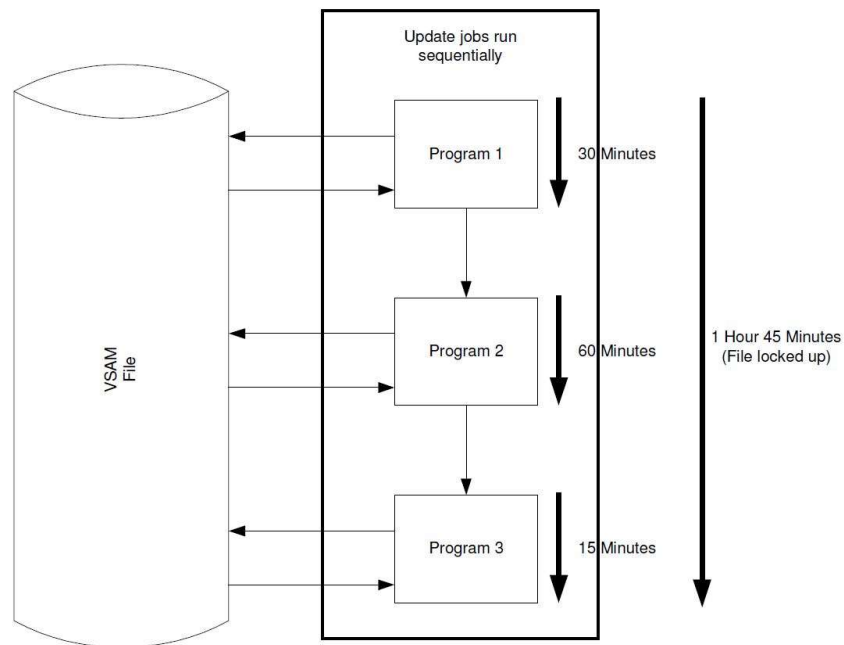 Update jobs run
sequentially
Program 1
30 Minutes
Program 2
60 Minutes
1 Hour 45 Minutes
(File locked up)
VSAM
File
Program 3
15 Minutes